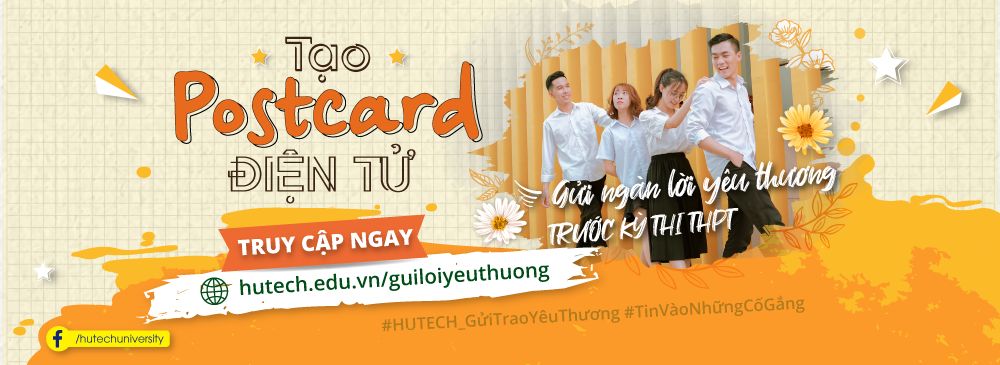 Tạo
Postcard
ĐIỆN TỬ
Gửi ngàn lời yêu thương
TRƯỚC KỲ THI THPT
TRUY CẬP NGAY
hutech.edu.vn/guiloiyeuthuong
#HUTECH_GửiTraoYêuThương #TinVàoNhữngCốGắng
/hutechuniversity